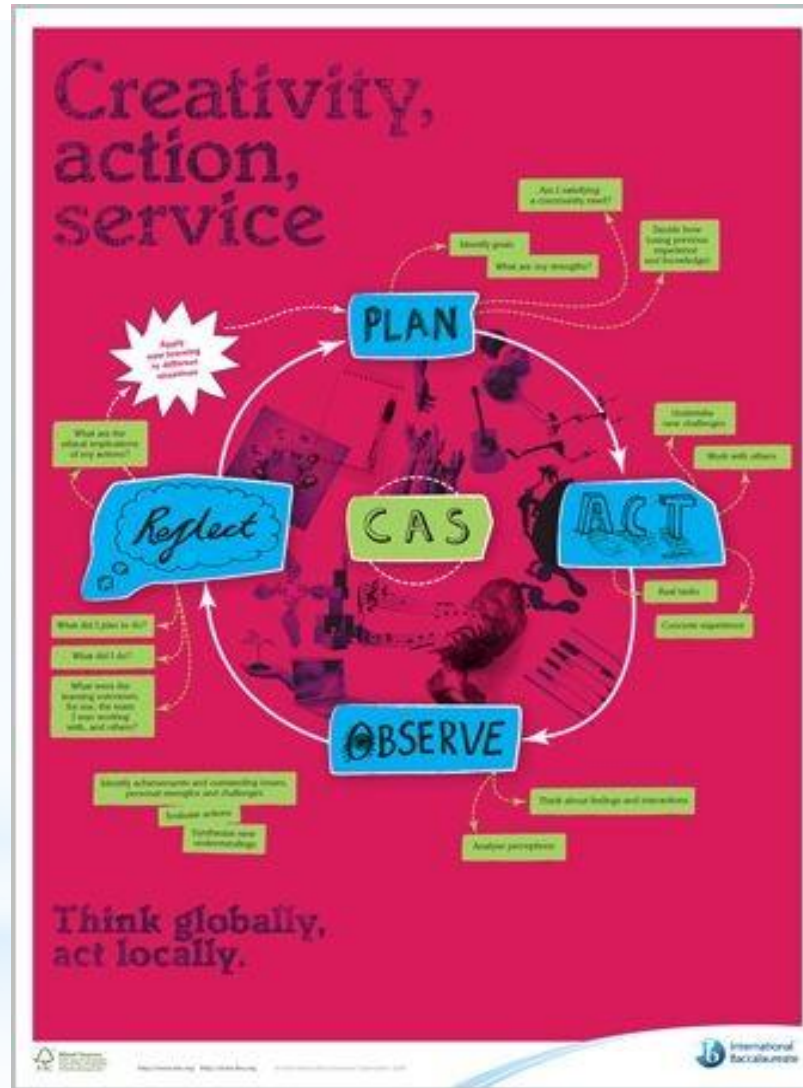 Creativity,
action,
service
Am I satisfying
a community need?
Identify goals
What are my strengths?
Decide how
(using previous
experience
and knowledge)
PLAN
Apply
new learning
to different
situations
Undertake
new challenges
Work with others
What are the
ethical implications
of my actions?
Reflect
CAS
ACT
Real tasks
Concrete experience
What did I plan to do?
What did I do?
What were the
learning outcomes,
for me, the team
I was working
with, and others?
OBSERVE
Identify achievements and outstanding issues,
personal strengths and challenges
Evaluate actions
Synthesize new
understandings
Think about feelings and interactions
Analyse perceptions
Think globally,
act locally.
International
Baccalaureate